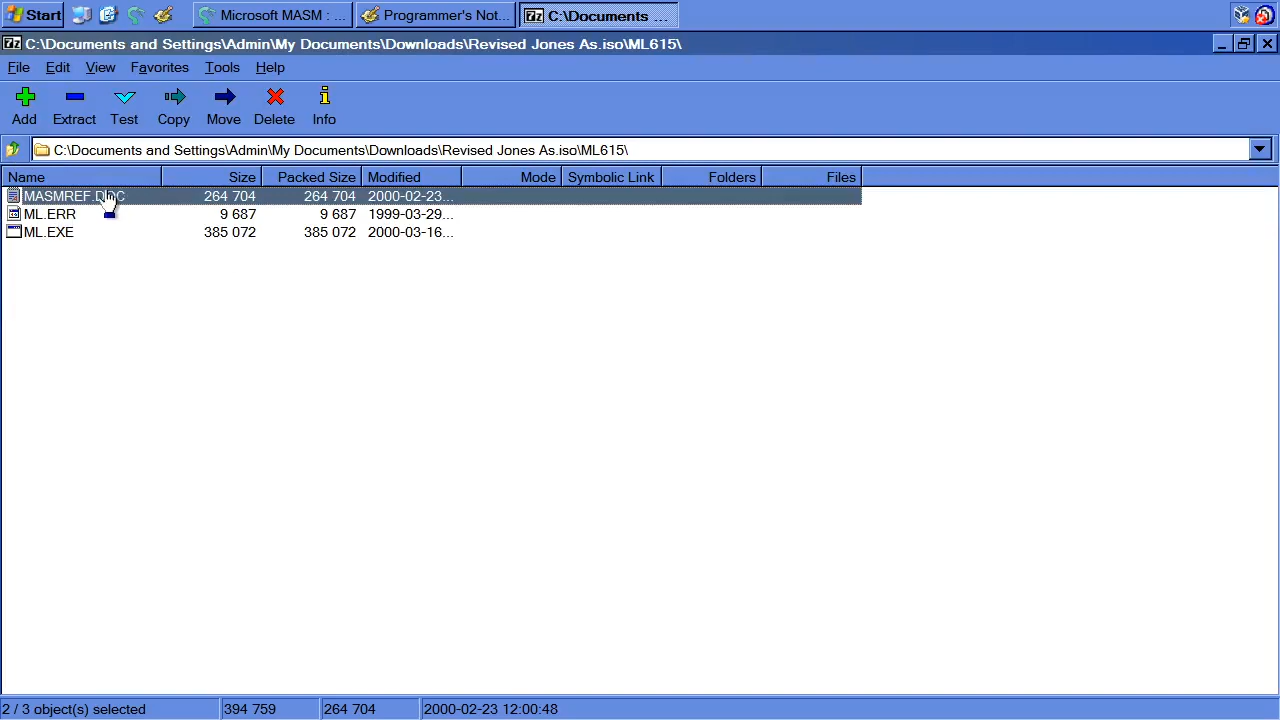 Start Microsoft MASM : ... Programmer's Not... C:\Documents ...
C:\Documents and Settings\Admin\My Documents\Downloads\Revised Jones As.iso\ML615\
File Edit View Favorites Tools Help
Add Extract Test Copy Move Delete Info
C:\Documents and Settings\Admin\My Documents\Downloads\Revised Jones As.iso\ML615\
Name Size Packed Size Modified Mode Symbolic Link Folders Files
MASMREF.DOC 264 704 264 704 2000-02-23...
ML.ERR 9 687 9 687 1999-03-29...
ML.EXE 385 072 385 072 2000-03-16...
2 / 3 object(s) selected 394 759 264 704 2000-02-23 12:00:48